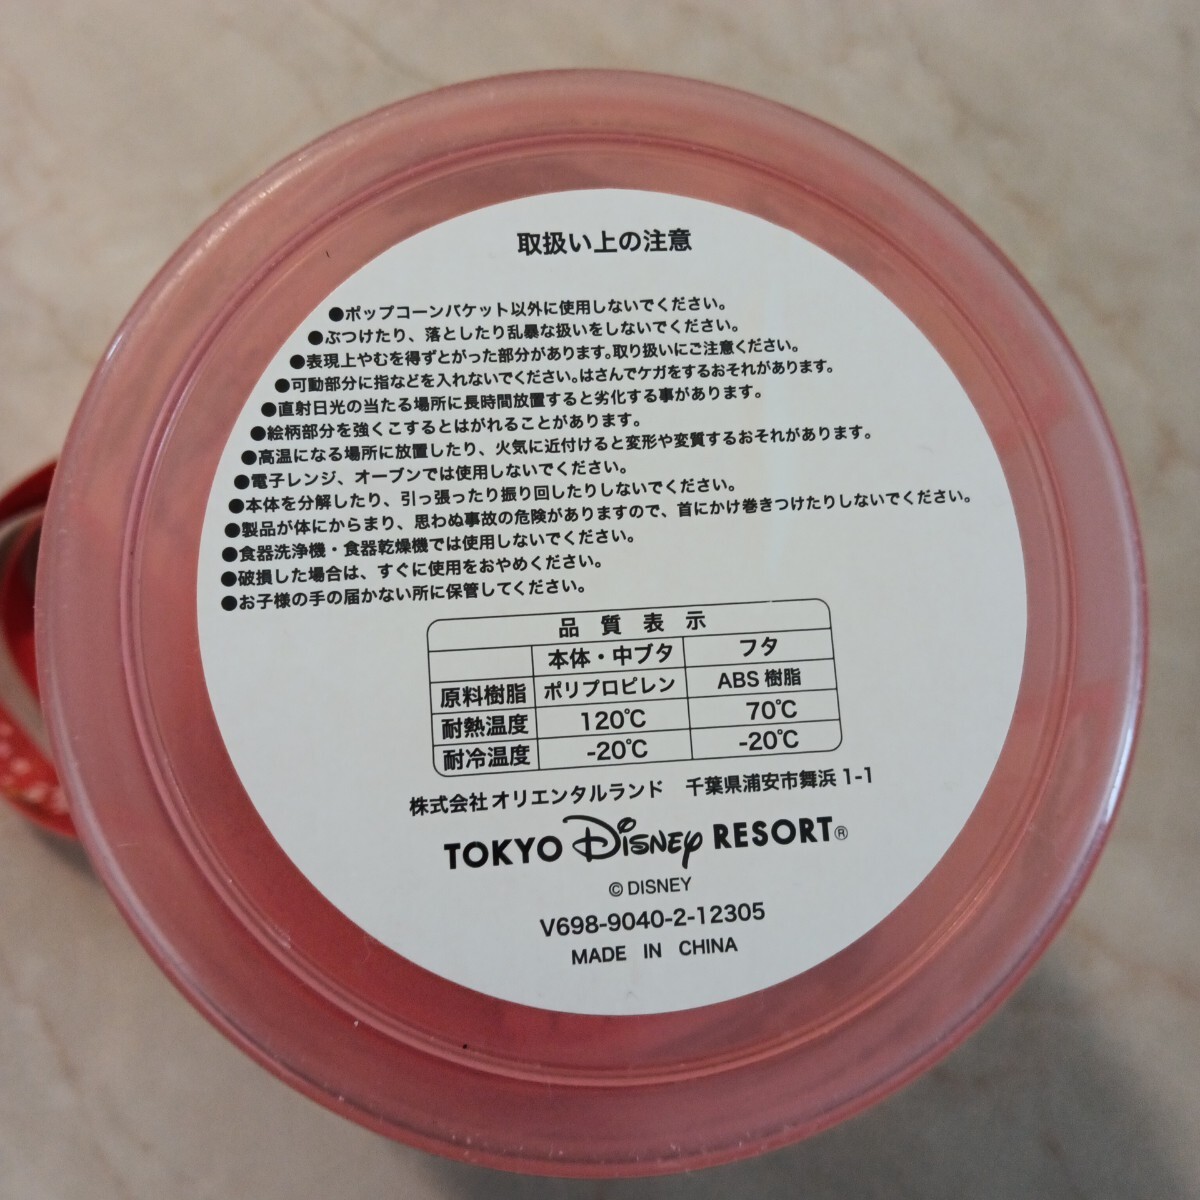 取扱い上の注意
●ポップコーンバケット以外に使用しないでください。
●ぶつけたり、落としたり乱暴な扱いをしないでください。
●表現上やむを得ずとがった部分があります。取り扱いにご注意ください。
●可動部分に指などを入れないでください。はさんでケガをするおそれがあります。
●直射日光の当たる場所に長時間放置すると劣化する事があります。
●絵柄部分を強くこするとはがれることがあります。
●高温になる場所に放置したり、火気に近付けると変形や変質するおそれがあります。
●電子レンジ、オーブンでは使用しないでください。
●本体を分解したり、引っ張ったり振り回したりしないでください。
●製品が体にからまり、思わぬ事故の危険がありますので、首にかけ巻きつけたりしないでください。
●食器洗浄機・食器乾燥機では使用しないでください。
●破損した場合は、すぐに使用をおやめください。
●お子様の手の届かない所に保管してください。
品 質 表 示
本体・中ブタ フタ
原料樹脂 ポリプロピレン ABS 樹脂
耐熱温度 120℃ 70℃
耐冷温度 -20℃ -20℃
株式会社オリエンタルランド 千葉県浦安市舞浜 1-1
TOKYO Disney RESORT®
© DISNEY
V698-9040-2-12305
MADE IN CHINA